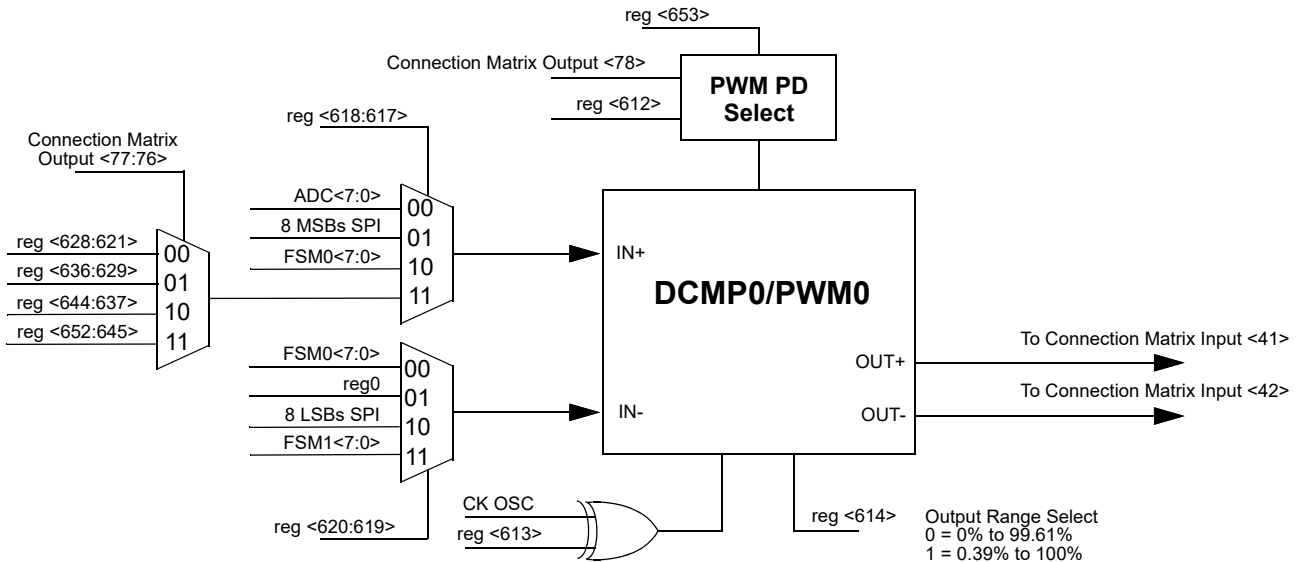 reg <653>
Connection Matrix Output <78>
reg <612>
PWM PD
Select
reg <618:617>
Connection Matrix
Output <77:76>
ADC<7:0>
8 MSBs SPI
FSM0<7:0>
00
01
10
11
reg <628:621>
reg <636:629>
reg <644:637>
reg <652:645>
00
01
10
11
IN+
DCMP0/PWM0
FSM0<7:0>
reg0
8 LSBs SPI
FSM1<7:0>
00
01
10
11
IN-
OUT+
OUT-
To Connection Matrix Input <41>
To Connection Matrix Input <42>
reg <620:619>
CK OSC
reg <613>
reg <614>
Output Range Select
0 = 0% to 99.61%
1 = 0.39% to 100%